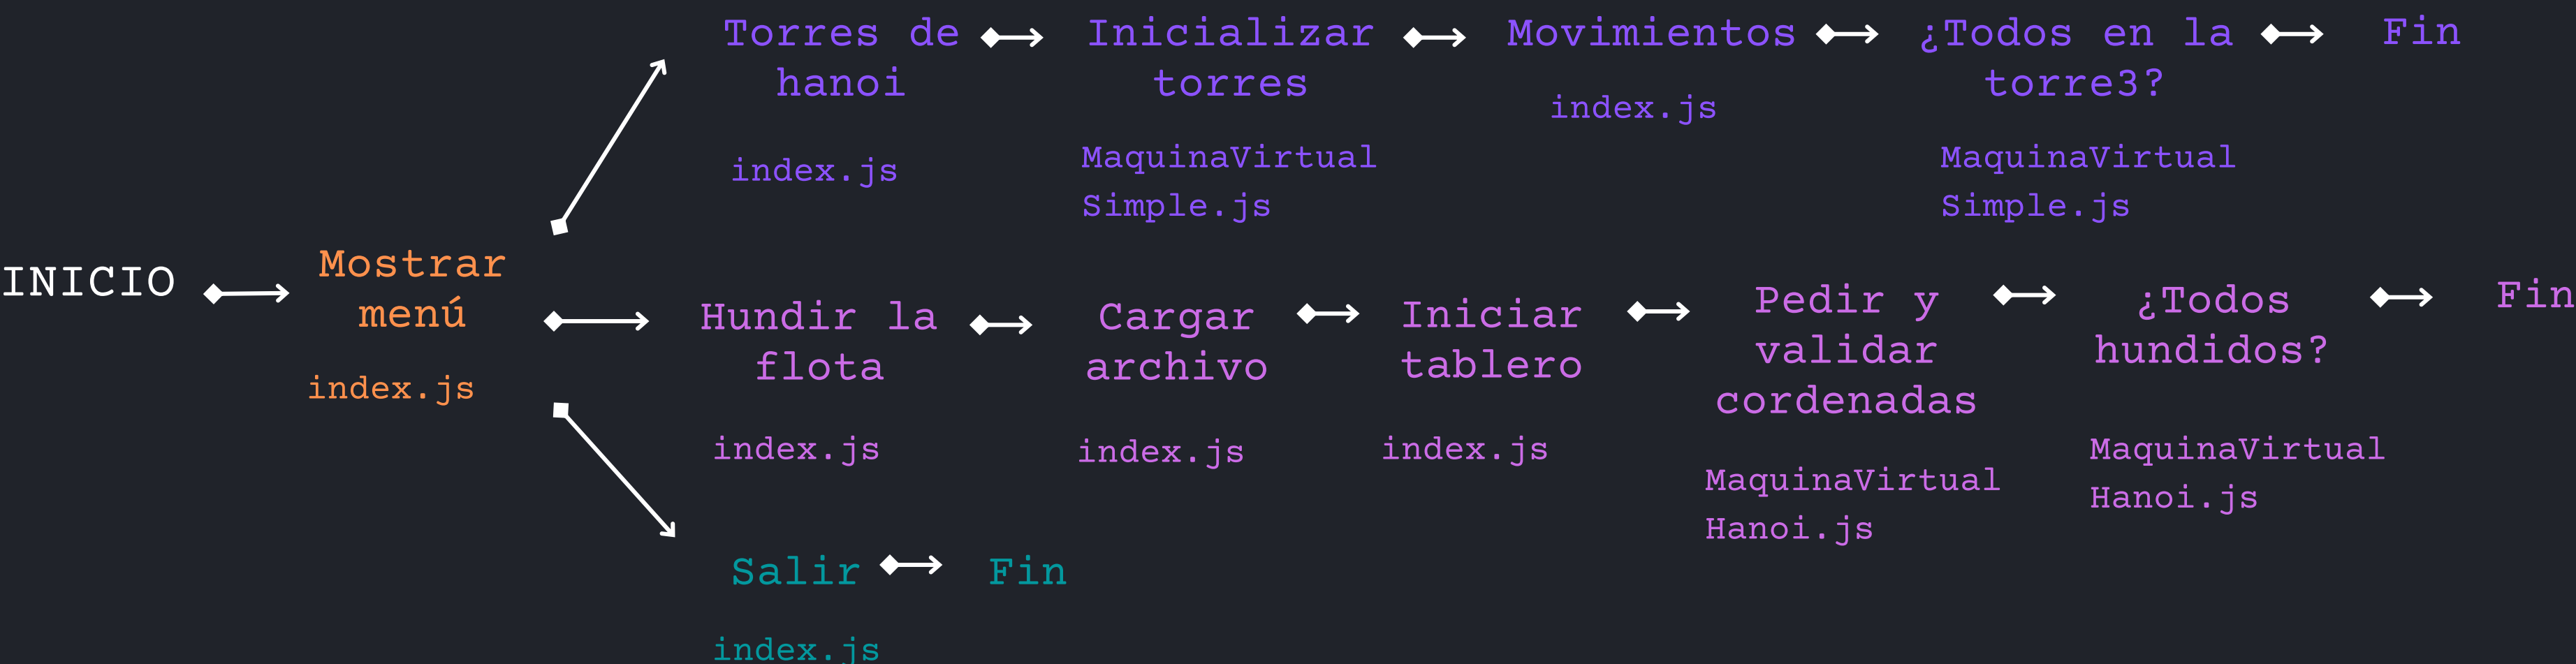 INICIO
Mostrar
menú
index.js
Torres de
hanoi
index.js
Inicializar
torres
MaquinaVirtual
Simple.js
Movimientos
index.js
¿Todos en la
torre3?
MaquinaVirtual
Simple.js
Fin
Hundir la
flota
index.js
Cargar
archivo
index.js
Iniciar
tablero
index.js
Pedir y
validar
cordenadas
MaquinaVirtual
Hanoi.js
¿Todos
hundidos?
MaquinaVirtual
Hanoi.js
Fin
Salir
index.js
Fin